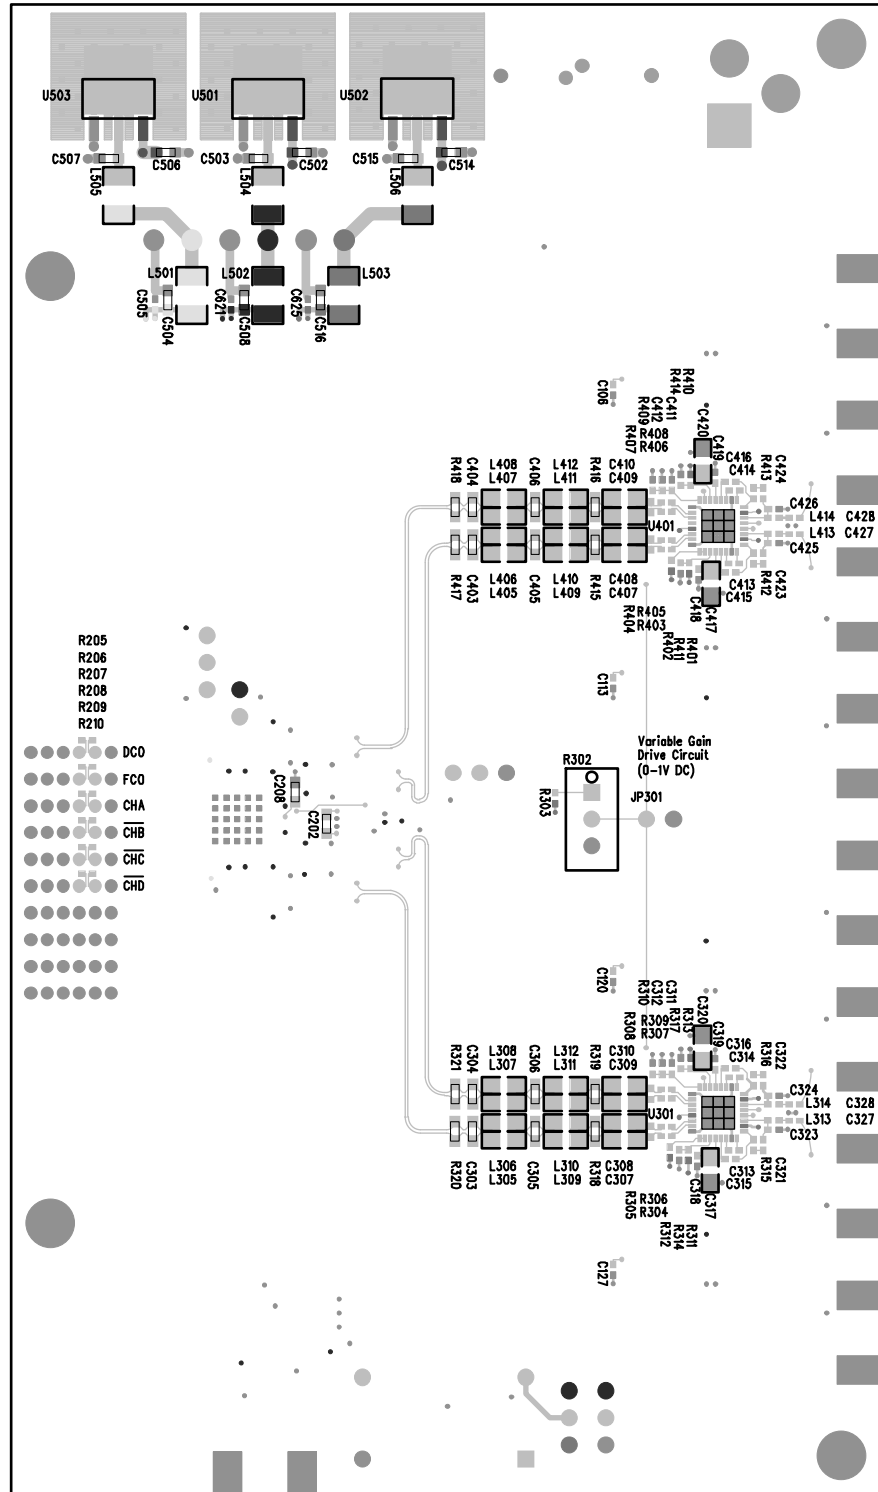 U503
U501
U502
C507
C506
C503
C502
C515
C514
L505
L504
L506
L501
L502
L503
C505
C504
C621
C508
C625
C516
C106
R410
R414
C411
C412
R409
R408
R407
R406
C420
C419
C416
C414
R413
C424
R418
C404
L408
L407
C406
L412
L411
R416
C410
C409
U401
C426
L414
C428
L413
C427
C425
R417
C403
L406
L405
C405
L410
L409
R415
C408
C407
C413
C415
R412
C423
C418
C417
R405
R404
R403
R402
R411
R401
C113
R205
R206
R207
R208
R209
R210
DCO
FCO
CHA
CHB
CHC
CHD
C208
C202
Variable Gain
Drive Circuit
(0-1V DC)
R302
JP301
R303
C120
R310
C312
C311
R317
R313
R309
R308
R307
C320
C319
C316
C314
R316
C322
R321
C304
L308
L307
C306
L312
L311
R319
C310
C309
U301
C324
L314
C328
L313
C327
C323
R320
C303
L306
L305
C305
L310
L309
R318
C308
C307
C313
C315
R315
C321
C318
C317
R306
R305
R304
R312
R314
R311
C127